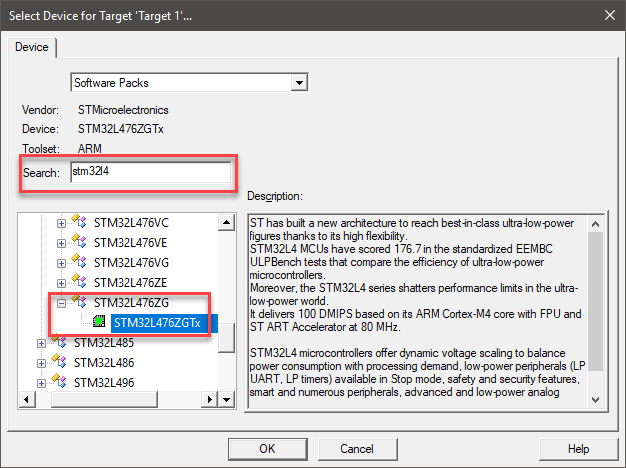 Select Device for Target 'Target 1'...
Device
Software Packs
Vendor: STMicroelectronics
Device: STM32L476ZGTx
Toolset: ARM
Search: stm32l4
Description:
STM32L476VC
STM32L476VE
STM32L476VG
STM32L476ZE
STM32L476ZG
STM32L476ZGTx
STM32L485
STM32L486
STM32L496
ST has built a new architecture to reach best-in-class ultra-low-power
figures thanks to its high flexibility.
STM32L4 MCUs have scored 176.7 in the standardized EEMBC
ULPBench tests that compare the efficiency of ultra-low-power
microcontrollers.
Moreover, the STM32L4 series shatters performance limits in the ultra-
low-power world.
It delivers 100 DMIPS based on its ARM Cortex-M4 core with FPU and
ST ART Accelerator at 80 MHz.
STM32L4 microcontrollers offer dynamic voltage scaling to balance
power consumption with processing demand, low-power peripherals (LP
UART, LP timers) available in Stop mode, safety and security features,
smart and numerous peripherals, advanced and low-power analog
OK
Cancel
Help